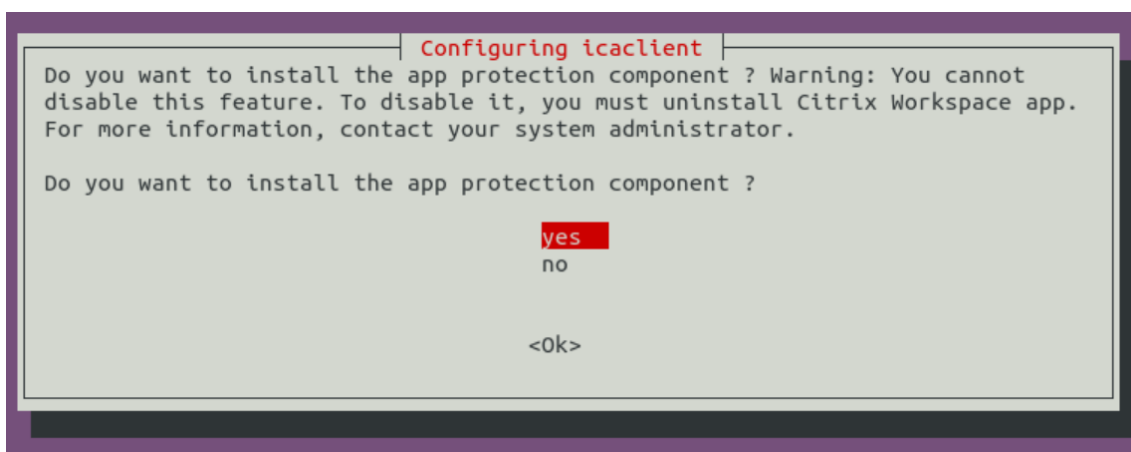 Configuring icaclient
Do you want to install the app protection component ? Warning: You cannot
disable this feature. To disable it, you must uninstall Citrix Workspace app.
For more information, contact your system administrator.
Do you want to install the app protection component ?
yes
no
<Ok>